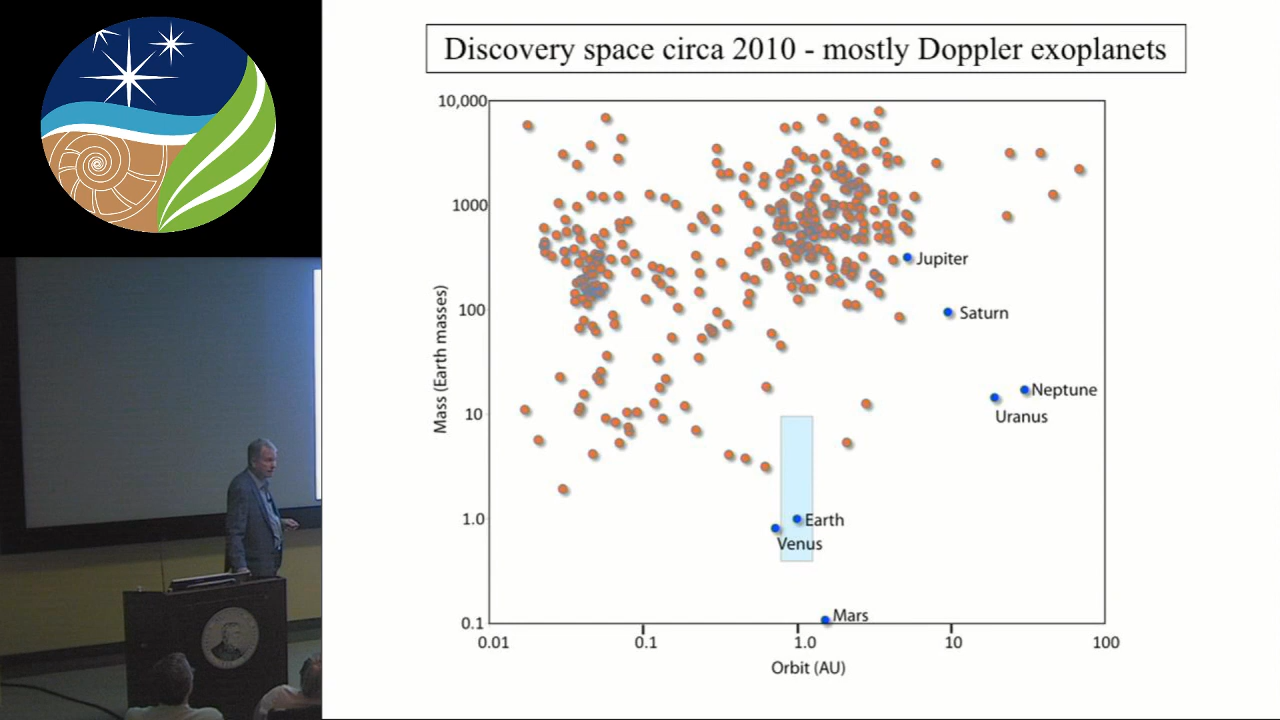 Discovery space circa 2010 - mostly Doppler exoplanets
10,000
1000
100
10
1.0
0.1
Mass (Earth masses)
Jupiter
Saturn
Neptune
Uranus
Earth
Venus
Mars
0.01
0.1
1.0
10
100
Orbit (AU)